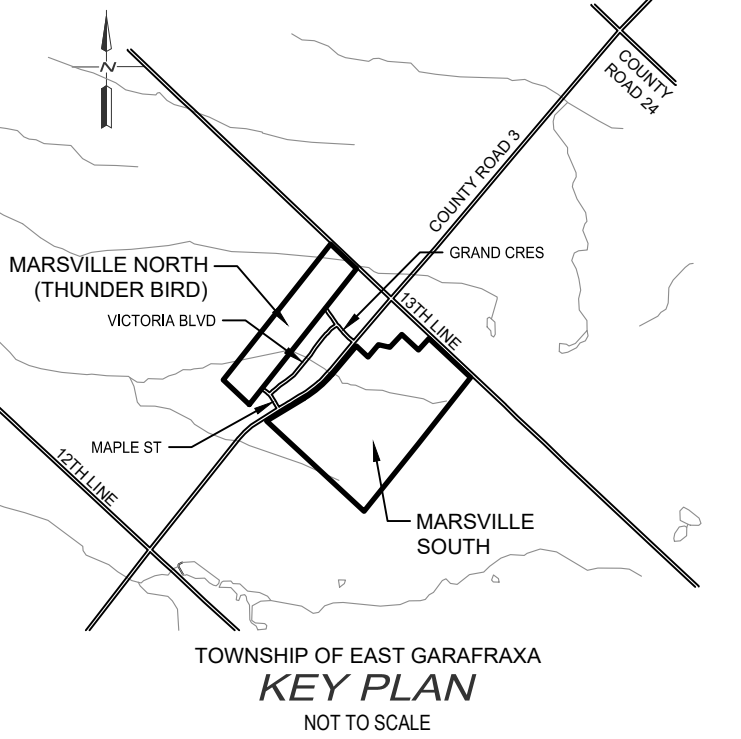 N
COUNTY
ROAD 24
COUNTY ROAD 3
GRAND CRES
MARSVILLE NORTH
(THUNDER BIRD)
13TH LINE
VICTORIA BLVD
MAPLE ST
12TH LINE
MARSVILLE
SOUTH
TOWNSHIP OF EAST GARAFRAXA
KEY PLAN
NOT TO SCALE